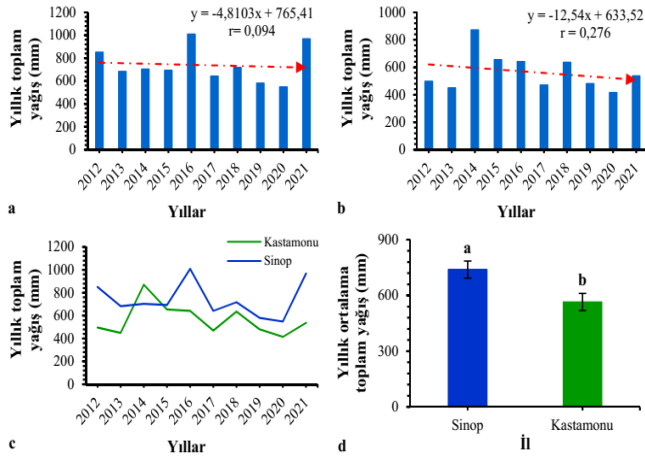 y = -4,8103x + 765,41
r= 0,094
Yıllık toplam
yağış (mm)
1200
1000
800
600
400
200
0
2012
2013
2014
2015
2016
2017
2018
2019
2020
2021
a
Yıllar
y = -12,54x + 633,52
r = 0,276
Yıllık toplam
yağış (mm)
1000
800
600
400
200
0
2012
2013
2014
2015
2016
2017
2018
2019
2020
2021
b
Yıllar
Kastamonu
Sinop
Yıllık toplam
yağış (mm)
1200
1000
800
600
400
200
0
2012
2013
2014
2015
2016
2017
2018
2019
2020
2021
c
Yıllar
Yıllık ortalama
toplam yağış (mm)
900
600
300
0
a
b
Sinop
Kastamonu
d
İl